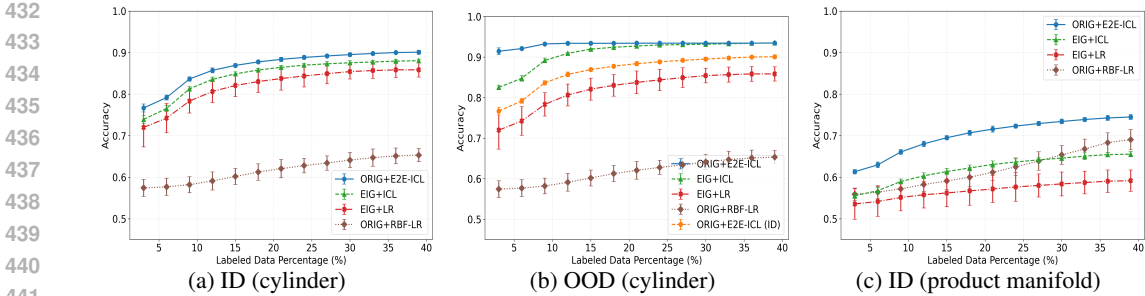 432
433
434
435
436
437
438
439
440
441
1.0
0.9
0.8
0.7
0.6
0.5
Accuracy
ORIG+E2E-ICL
EIG+ICL
EIG+LR
ORIG+RBF-LR
5 10 15 20 25 30 35 40
Labeled Data Percentage (%)
(a) ID (cylinder)
1.0
0.9
0.8
0.7
0.6
0.5
Accuracy
ORIG+E2E-ICL
EIG+ICL
EIG+LR
ORIG+RBF-LR
ORIG+E2E-ICL (ID)
5 10 15 20 25 30 35 40
Labeled Data Percentage (%)
(b) OOD (cylinder)
1.0
0.9
0.8
0.7
0.6
0.5
Accuracy
ORIG+E2E-ICL
EIG+ICL
EIG+LR
ORIG+RBF-LR
5 10 15 20 25 30 35 40
Labeled Data Percentage (%)
(c) ID (product manifold)